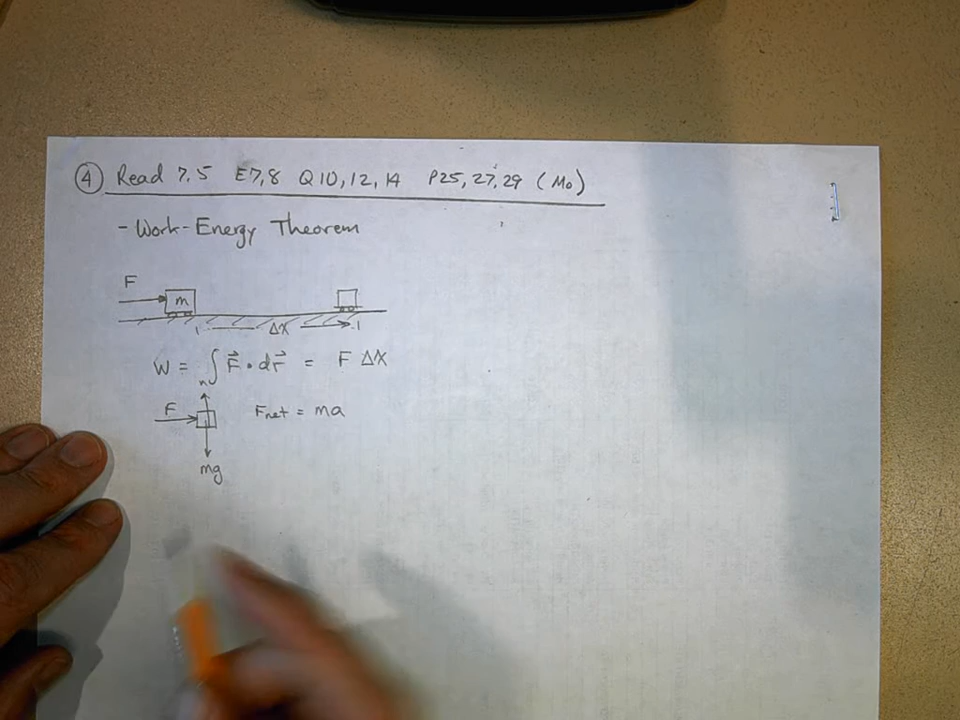 ④ Read 7.5 E7,8 Q10,12,14 P25,27,29 (Mo)
- Work-Energy Theorem
F
m
Δx
W = ∫ F⃗ • dr⃗ = F Δx
n
F Fnet = ma
mg